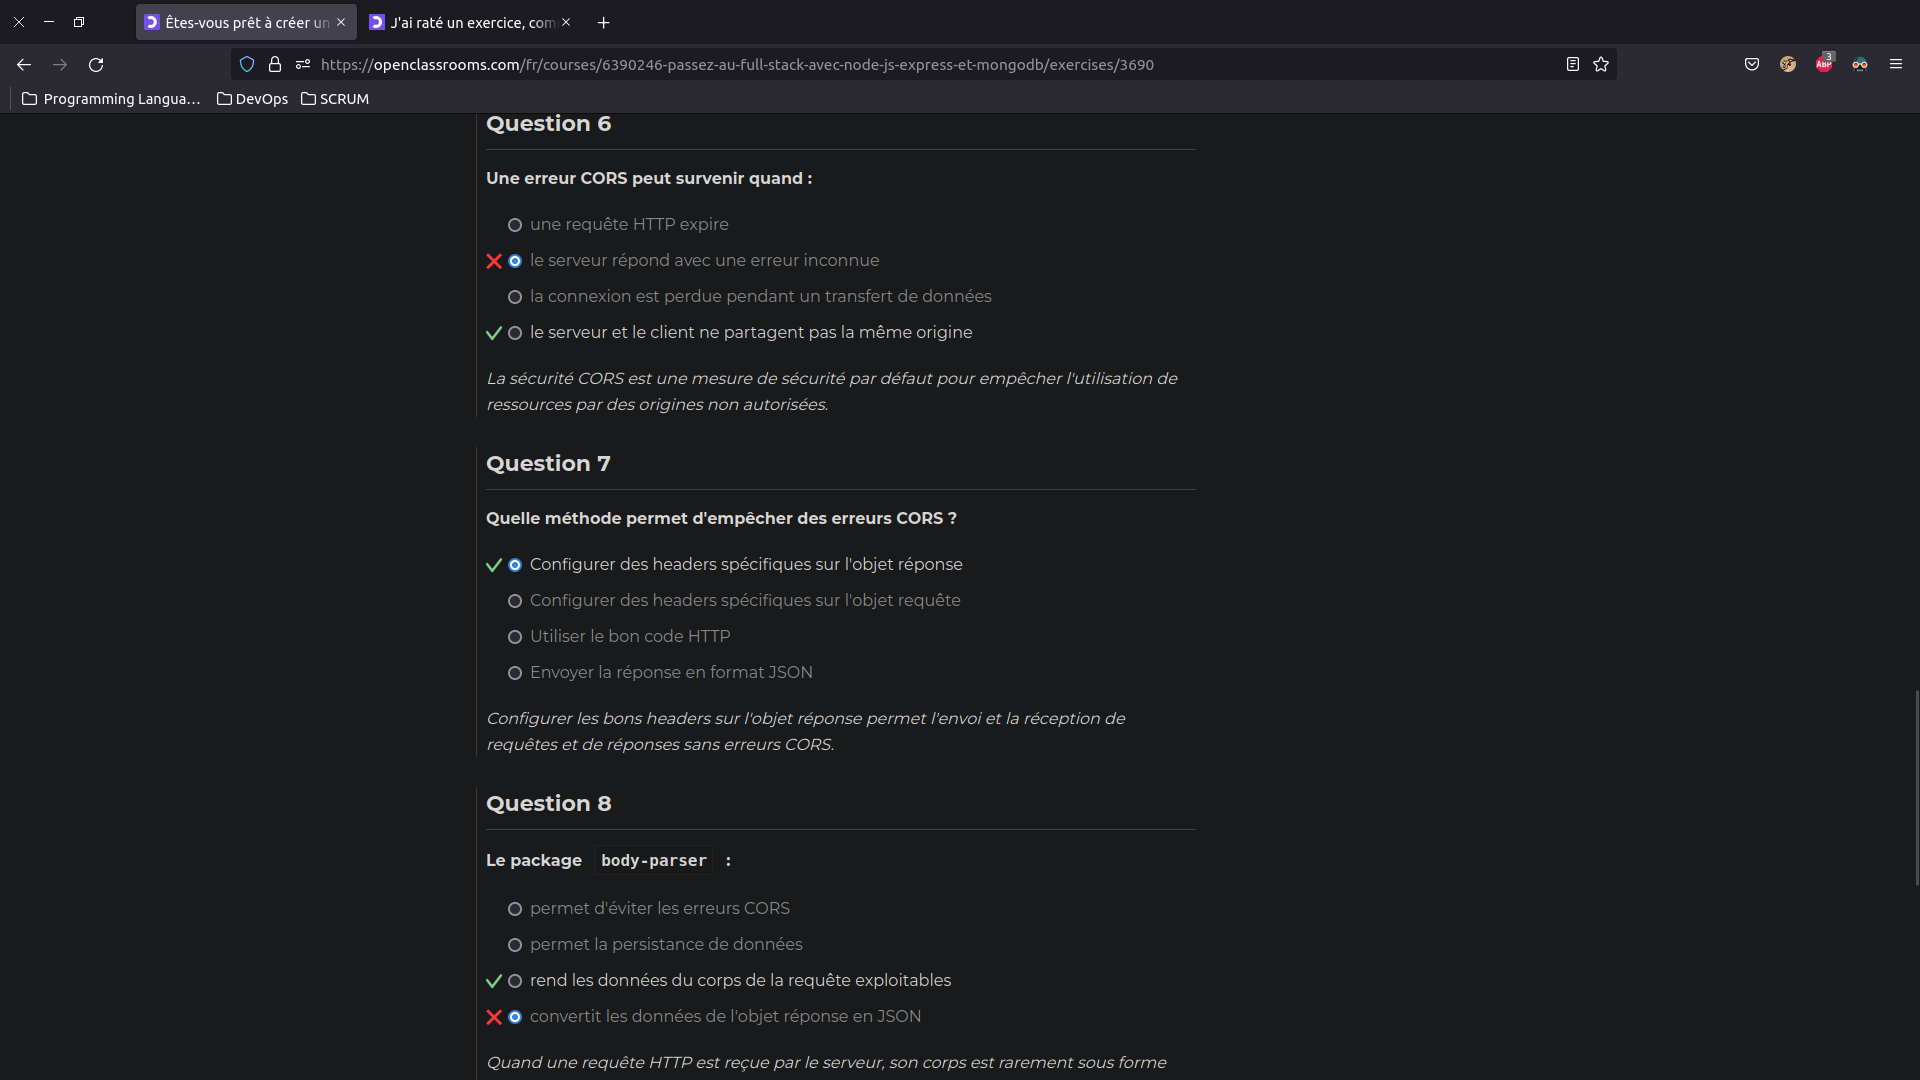 Êtes-vous prêt à créer un
J'ai raté un exercice, com
https://openclassrooms.com/fr/courses/6390246-passez-au-full-stack-avec-node-js-express-et-mongodb/exercises/3690
ABP
3
Programming Langua…
DevOps
SCRUM
Question 6
Une erreur CORS peut survenir quand :
une requête HTTP expire
le serveur répond avec une erreur inconnue
la connexion est perdue pendant un transfert de données
le serveur et le client ne partagent pas la même origine
La sécurité CORS est une mesure de sécurité par défaut pour empêcher l'utilisation de
ressources par des origines non autorisées.
Question 7
Quelle méthode permet d'empêcher des erreurs CORS ?
Configurer des headers spécifiques sur l'objet réponse
Configurer des headers spécifiques sur l'objet requête
Utiliser le bon code HTTP
Envoyer la réponse en format JSON
Configurer les bons headers sur l'objet réponse permet l'envoi et la réception de
requêtes et de réponses sans erreurs CORS.
Question 8
Le package body-parser :
permet d'éviter les erreurs CORS
permet la persistance de données
rend les données du corps de la requête exploitables
convertit les données de l'objet réponse en JSON
Quand une requête HTTP est reçue par le serveur, son corps est rarement sous forme